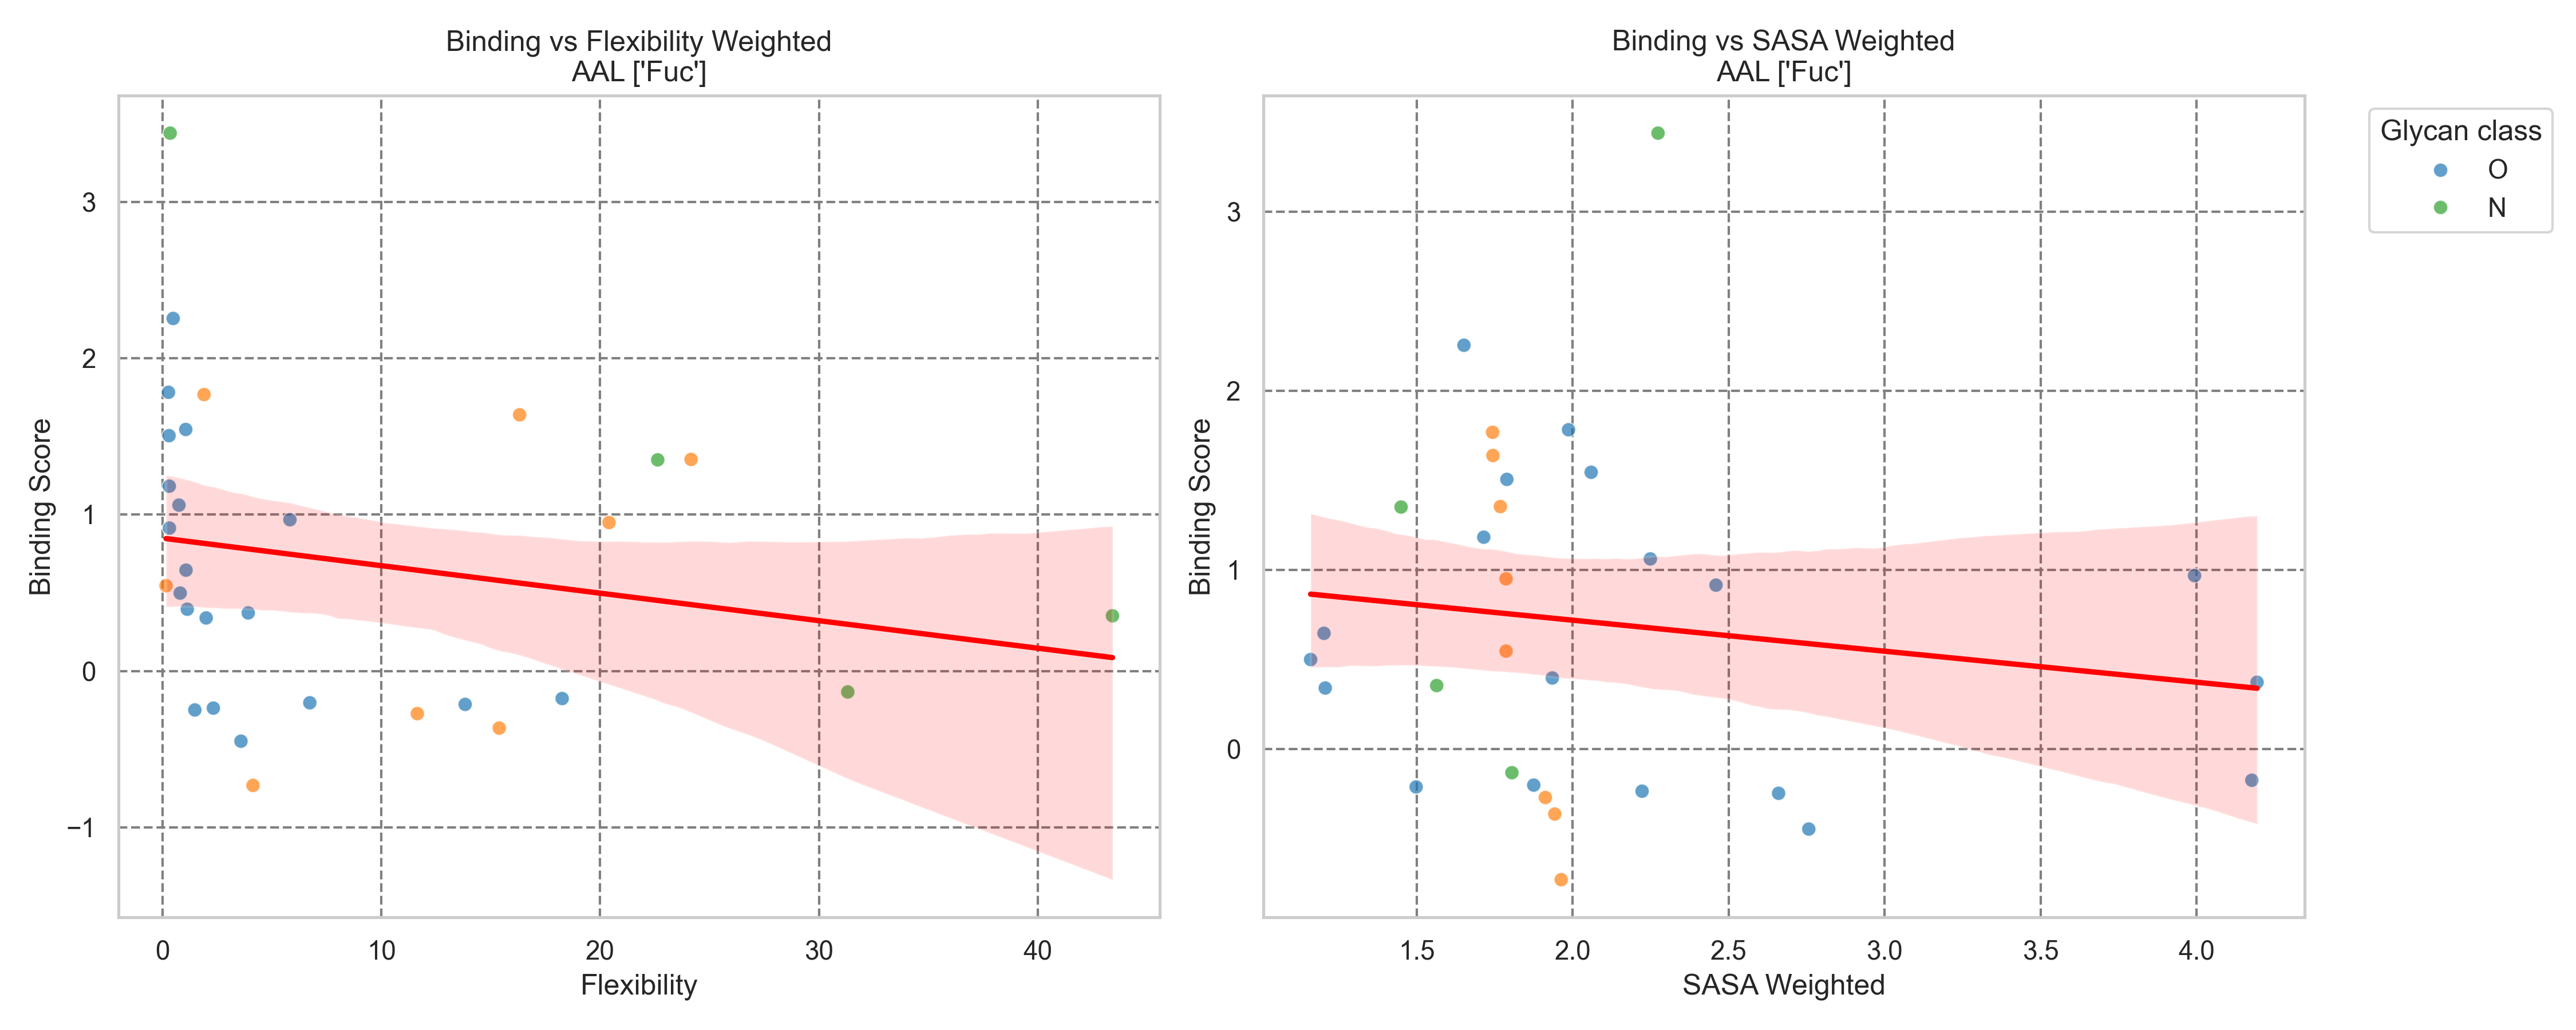 Binding vs Flexibility Weighted
AAL ['Fuc']
3
2
1
0
−1
Binding Score
0 10 20 30 40
Flexibility
Binding vs SASA Weighted
AAL ['Fuc']
3
2
1
0
Binding Score
1.5 2.0 2.5 3.0 3.5 4.0
SASA Weighted
Glycan class
O
N